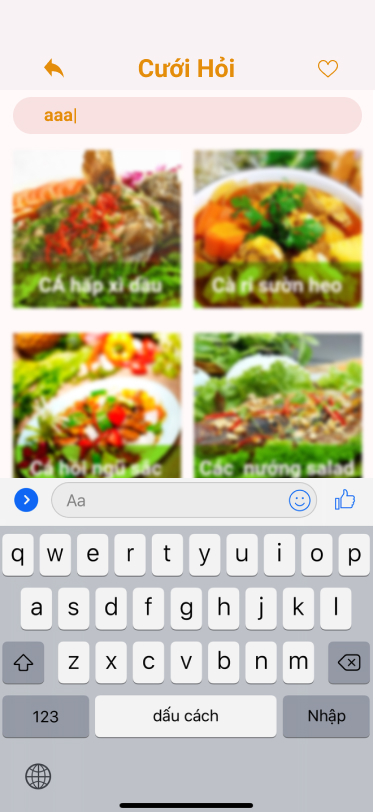 Cưới Hỏi
aaa
CÁ hấp xì dầu
Cà ri sườn heo
Cá hồi ngũ sắc
Các nướng salad
Aa
q w e r t y u i o p
a s d f g h j k l
z x c v b n m
123 dấu cách Nhập